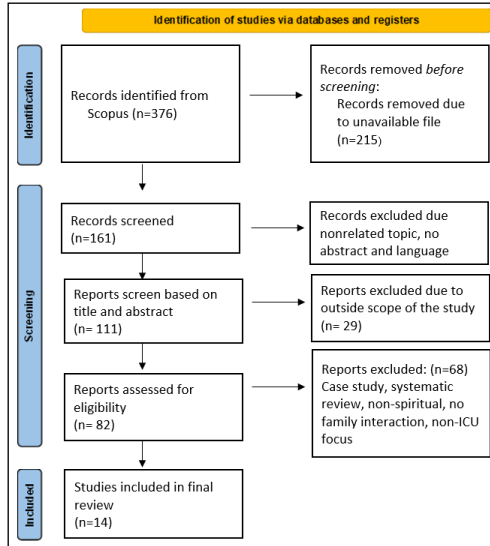 Identification of studies via databases and registers
Identification
Records identified from
Scopus (n=376)
Records removed before
screening:
Records removed due
to unavailable file
(n=215)
Screening
Records screened
(n=161)
Records excluded due
nonrelated topic, no
abstract and language
Reports screen based on
title and abstract
(n= 111)
Reports excluded due to
outside scope of the study
(n= 29)
Reports assessed for
eligibility
(n= 82)
Reports excluded: (n=68)
Case study, systematic
review, non-spiritual, no
family interaction, non-ICU
focus
Included
Studies included in final
review
(n=14)